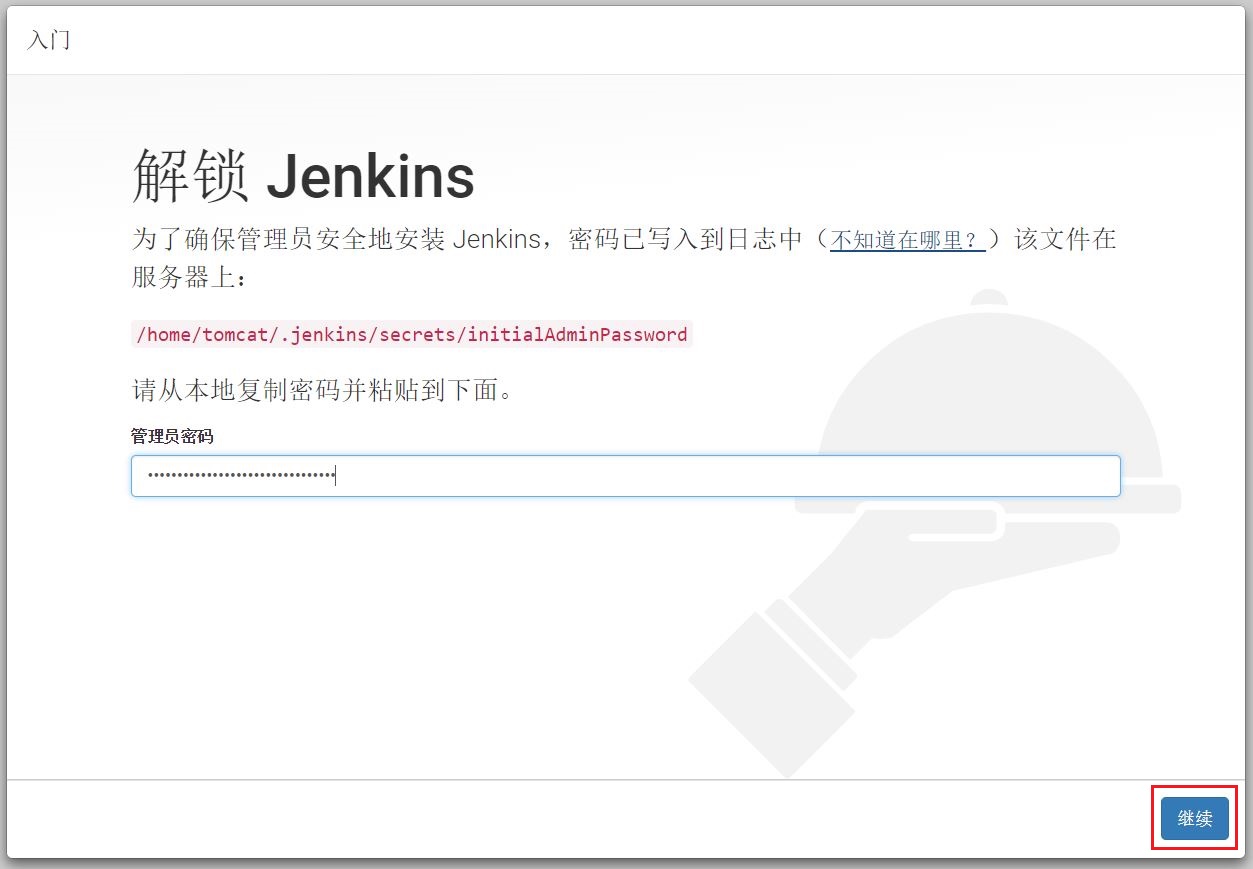 入门
解锁 Jenkins
为了确保管理员安全地安装 Jenkins，密码已写入到日志中（不知道在哪里？）该文件在
服务器上：
/home/tomcat/.jenkins/secrets/initialAdminPassword
请从本地复制密码并粘贴到下面。
管理员密码
继续